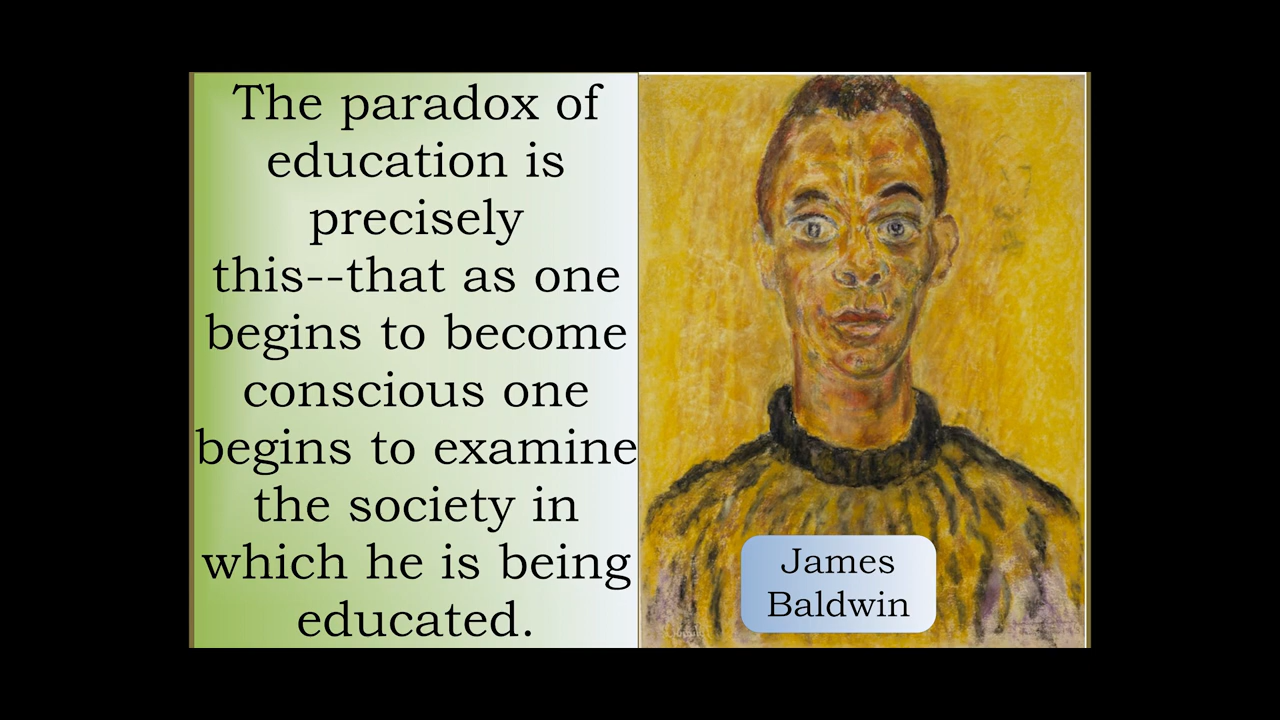 The paradox of
education is
precisely
this--that as one
begins to become
conscious one
begins to examine
the society in
which he is being
educated.
James
Baldwin